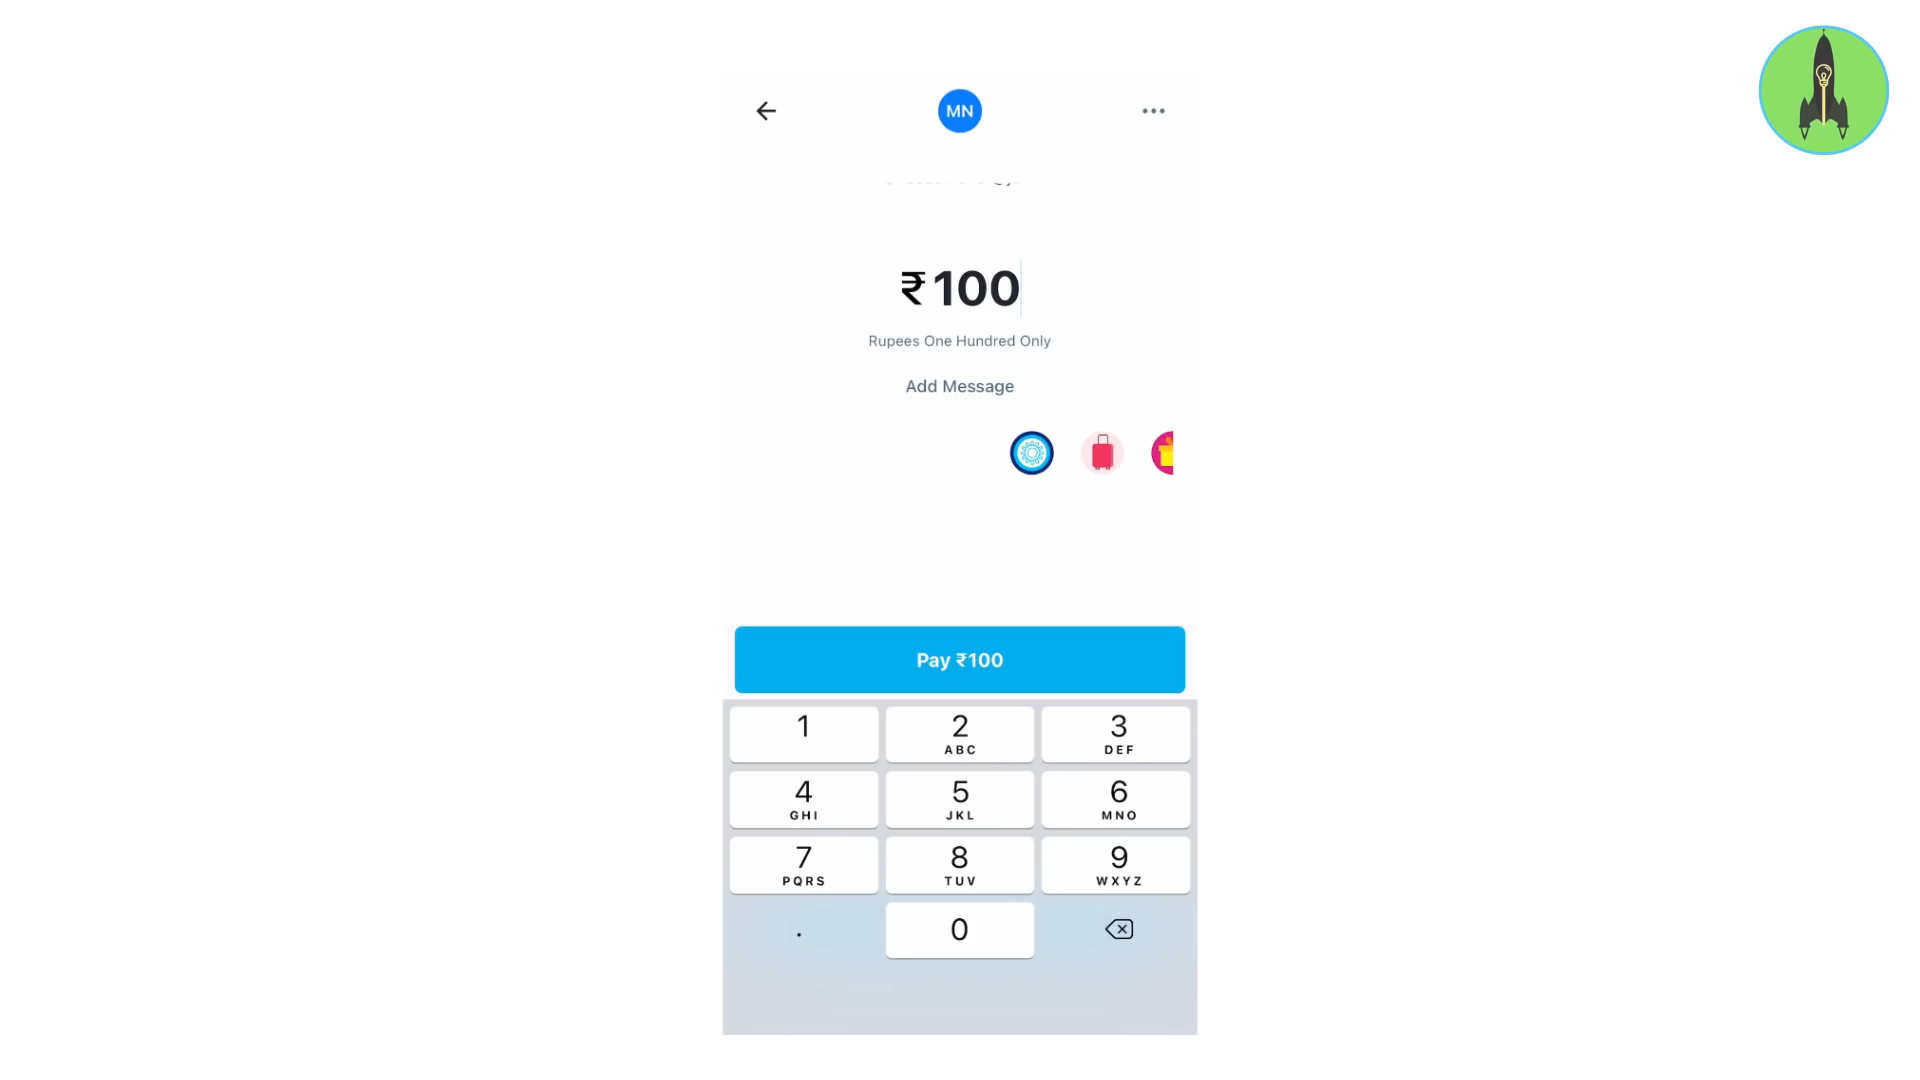 MN
₹100
Rupees One Hundred Only
Add Message
Pay ₹100
1
2
ABC
3
DEF
4
GHI
5
JKL
6
MNO
7
PQRS
8
TUV
9
WXYZ
.
0